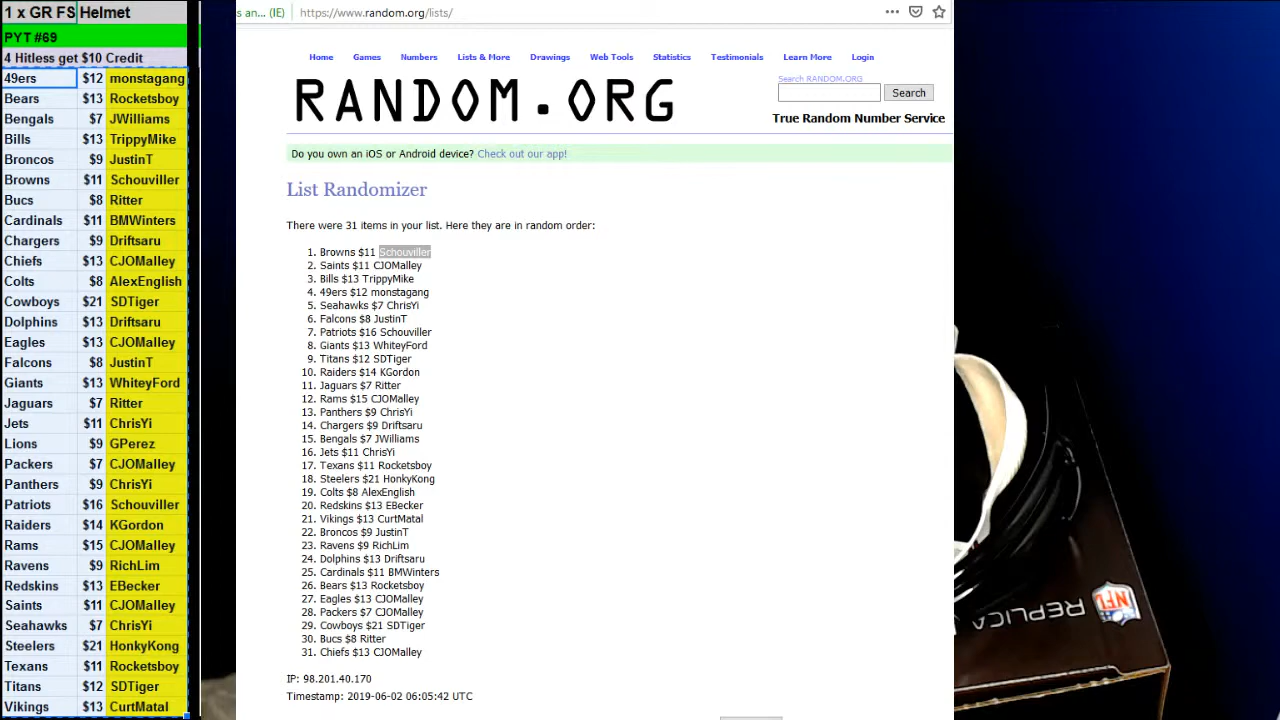 1 x GR FS Helmet
PYT #69
4 Hitless get $10 Credit
49ers $12 monstagang
Bears $13 Rocketsboy
Bengals $7 JWilliams
Bills $13 TrippyMike
Broncos $9 JustinT
Browns $11 Schouviller
Bucs $8 Ritter
Cardinals $11 BMWinters
Chargers $9 Driftsaru
Chiefs $13 CJOMalley
Colts $8 AlexEnglish
Cowboys $21 SDTiger
Dolphins $13 Driftsaru
Eagles $13 CJOMalley
Falcons $8 JustinT
Giants $13 WhiteyFord
Jaguars $7 Ritter
Jets $11 ChrisYi
Lions $9 GPerez
Packers $7 CJOMalley
Panthers $9 ChrisYi
Patriots $16 Schouviller
Raiders $14 KGordon
Rams $15 CJOMalley
Ravens $9 RichLim
Redskins $13 EBecker
Saints $11 CJOMalley
Seahawks $7 ChrisYi
Steelers $21 HonkyKong
Texans $11 Rocketsboy
Titans $12 SDTiger
Vikings $13 CurtMatal
s an... (IE) https://www.random.org/lists/
Home Games Numbers Lists & More Drawings Web Tools Statistics Testimonials Learn More Login
RANDOM.ORG
Search RANDOM.ORG
Search
True Random Number Service
Do you own an iOS or Android device? Check out our app!
List Randomizer
There were 31 items in your list. Here they are in random order:
1. Browns $11 Schouviller
2. Saints $11 CJOMalley
3. Bills $13 TrippyMike
4. 49ers $12 monstagang
5. Seahawks $7 ChrisYi
6. Falcons $8 JustinT
7. Patriots $16 Schouviller
8. Giants $13 WhiteyFord
9. Titans $12 SDTiger
10. Raiders $14 KGordon
11. Jaguars $7 Ritter
12. Rams $15 CJOMalley
13. Panthers $9 ChrisYi
14. Chargers $9 Driftsaru
15. Bengals $7 JWilliams
16. Jets $11 ChrisYi
17. Texans $11 Rocketsboy
18. Steelers $21 HonkyKong
19. Colts $8 AlexEnglish
20. Redskins $13 EBecker
21. Vikings $13 CurtMatal
22. Broncos $9 JustinT
23. Ravens $9 RichLim
24. Dolphins $13 Driftsaru
25. Cardinals $11 BMWinters
26. Bears $13 Rocketsboy
27. Eagles $13 CJOMalley
28. Packers $7 CJOMalley
29. Cowboys $21 SDTiger
30. Bucs $8 Ritter
31. Chiefs $13 CJOMalley
IP: 98.201.40.170
Timestamp: 2019-06-02 06:05:42 UTC
REPLICA
NFL